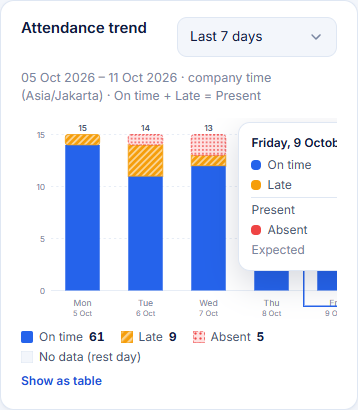 Attendance trend
Last 7 days
05 Oct 2026 – 11 Oct 2026 · company time
(Asia/Jakarta) · On time + Late = Present
15
14
13
15
10
5
0
Friday, 9 Octob
On time
Late
Present
Absent
Expected
Mon
5 Oct
Tue
6 Oct
Wed
7 Oct
Thu
8 Oct
9 O
On time 61
Late 9
Absent 5
No data (rest day)
Show as table